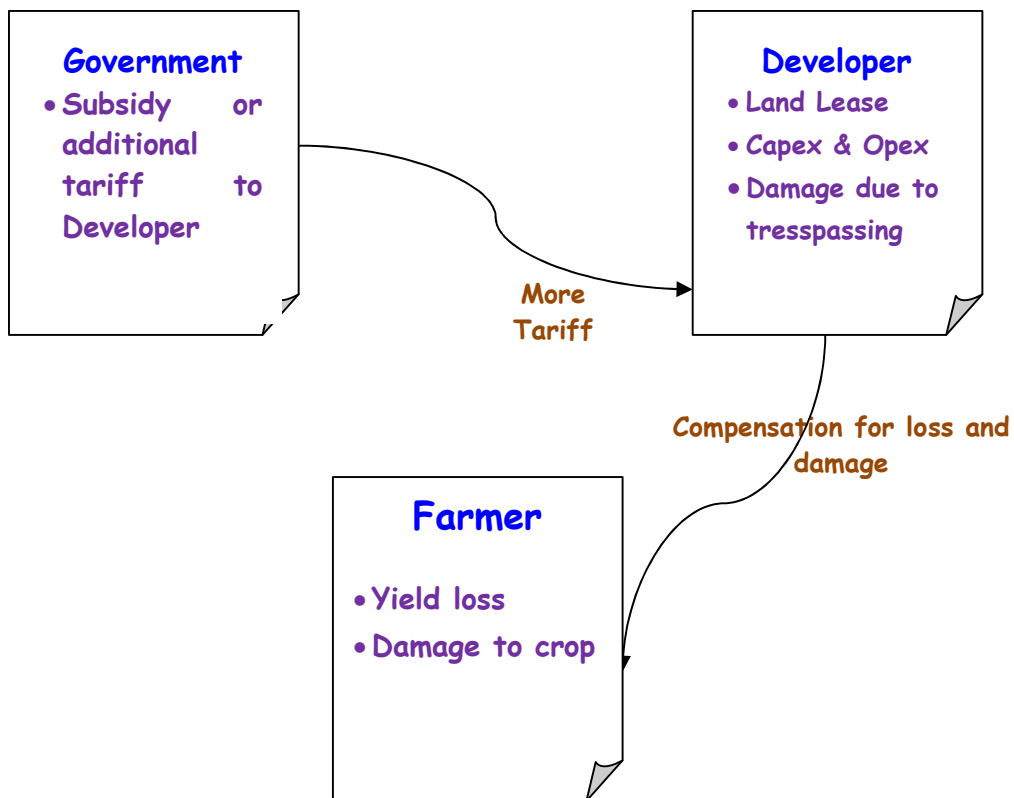 Government
• Subsidy or
additional
tariff to
Developer
Developer
• Land Lease
• Capex & Opex
• Damage due to
tresspassing
More
Tariff
Compensation for loss and
damage
Farmer
• Yield loss
• Damage to crop